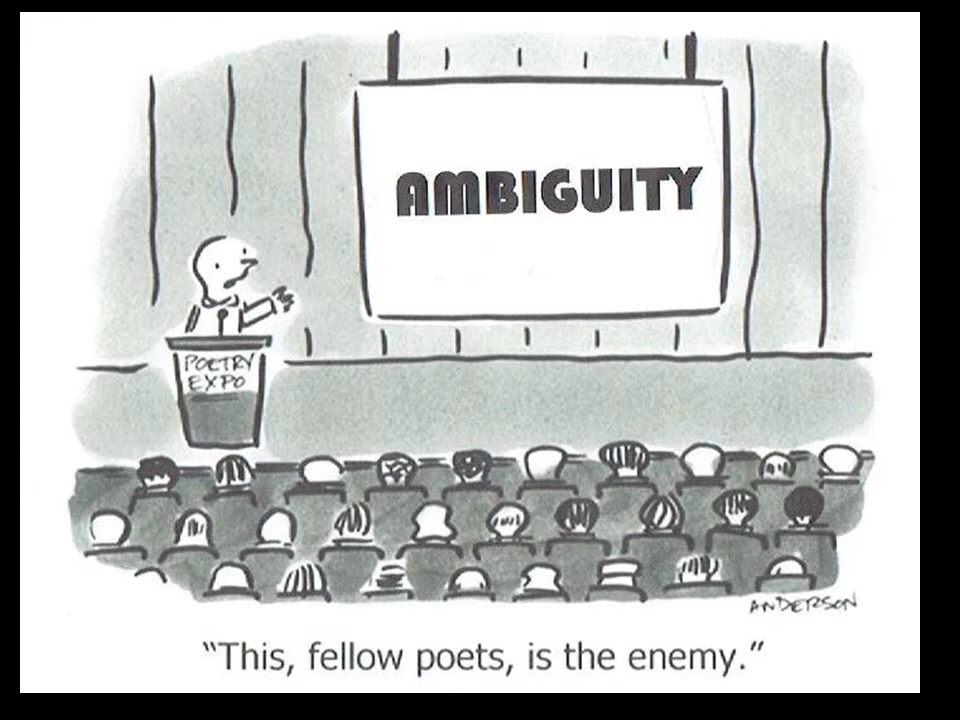 AMBIGUITY
POETRY
EXPO
ANDERSON
“This, fellow poets, is the enemy.”